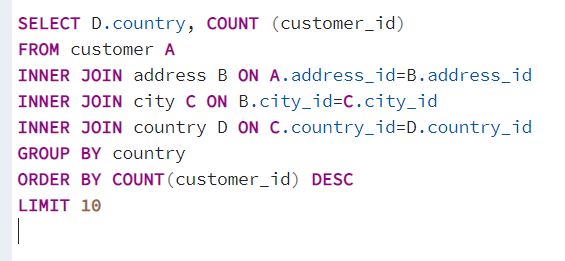 SELECT D.country, COUNT (customer_id)
FROM customer A
INNER JOIN address B ON A.address_id=B.address_id
INNER JOIN city C ON B.city_id=C.city_id
INNER JOIN country D ON C.country_id=D.country_id
GROUP BY country
ORDER BY COUNT(customer_id) DESC
LIMIT 10